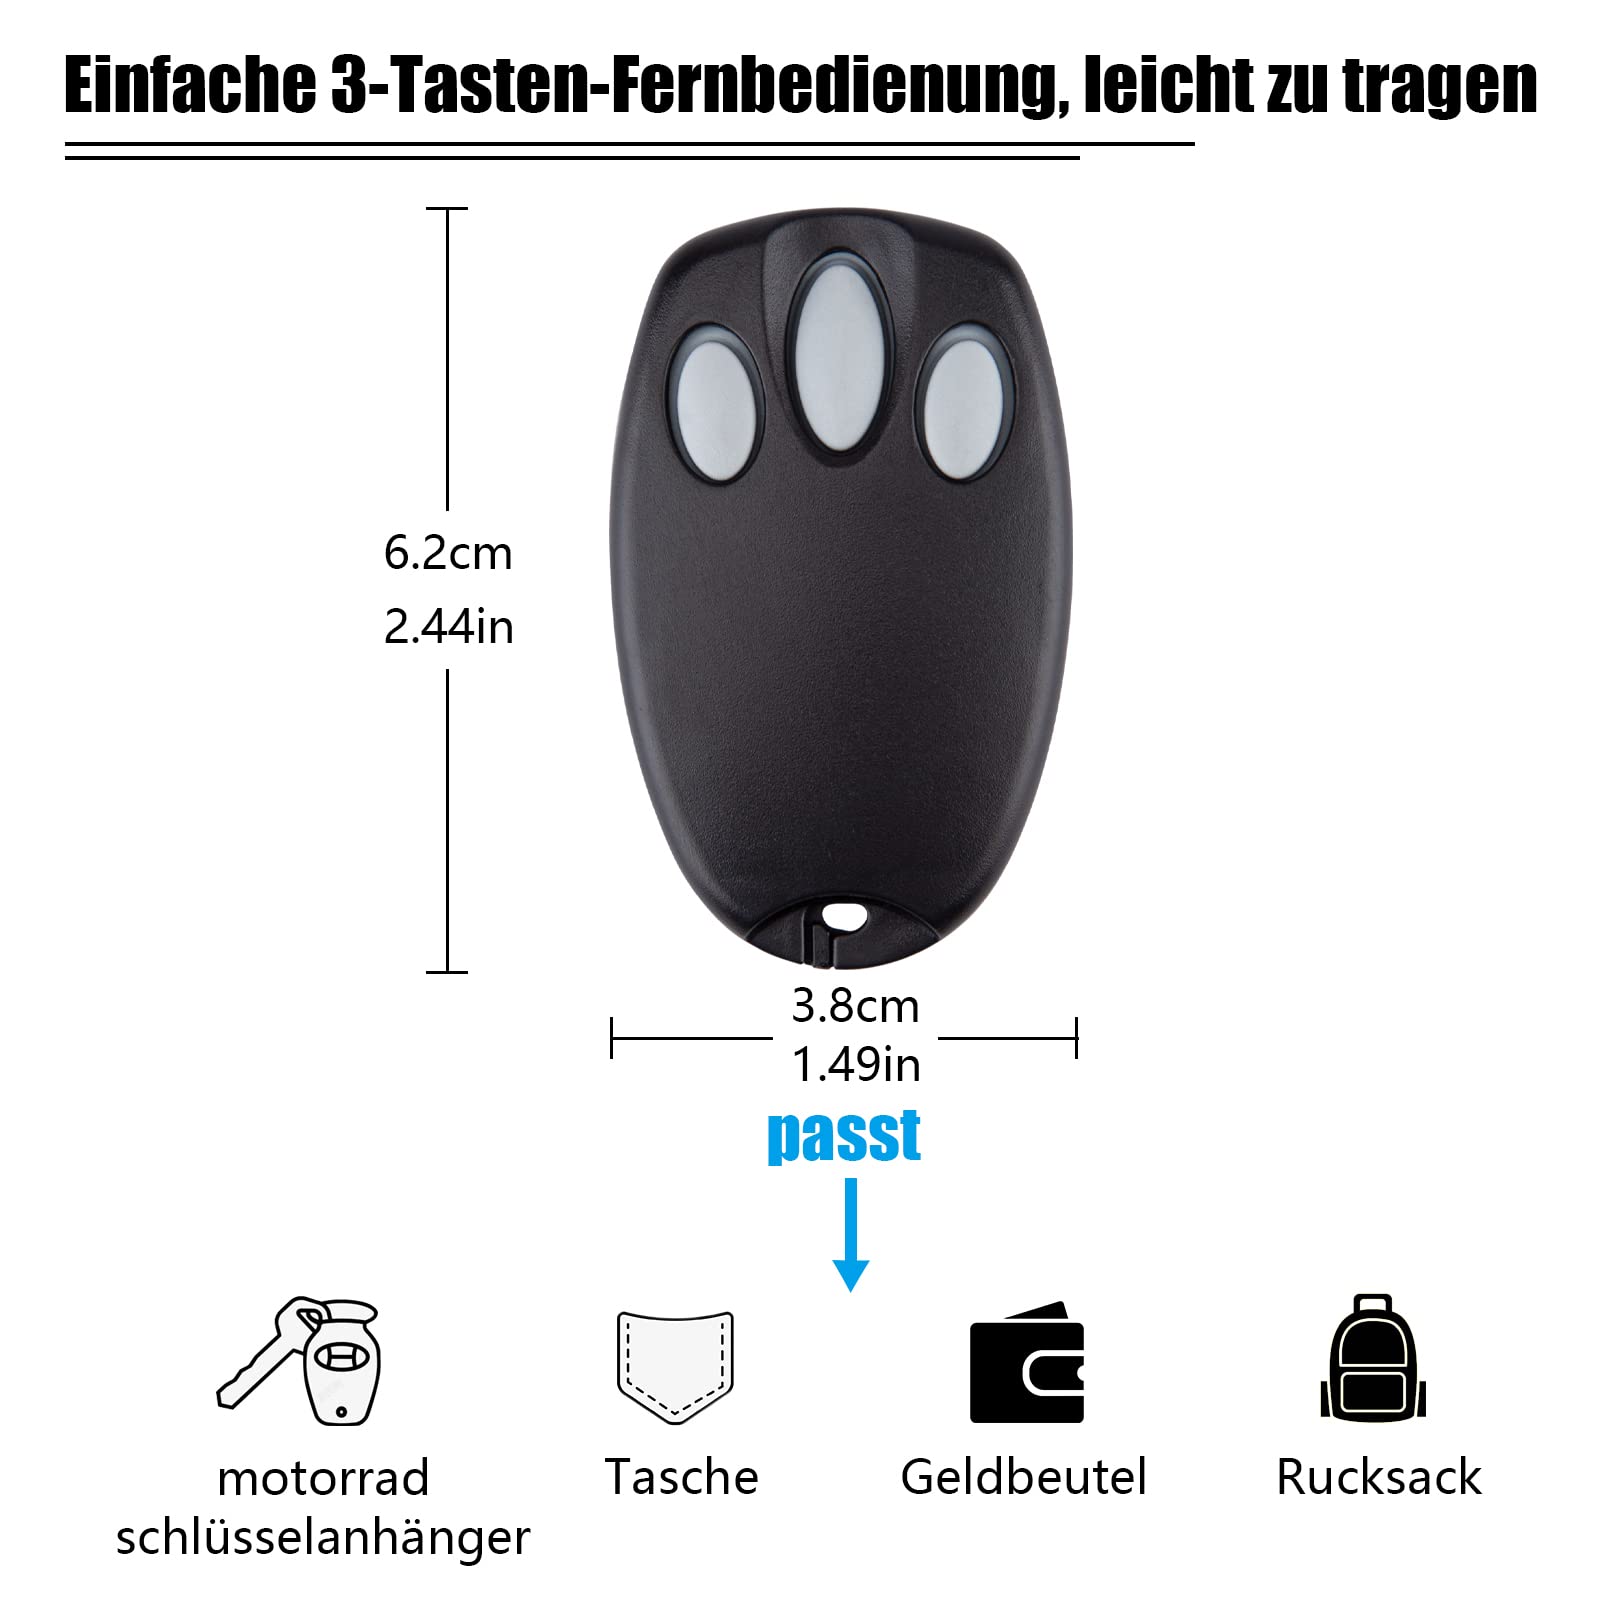 Einfache 3-Tasten-Fernbedienung, leicht zu tragen
6.2cm
2.44in
3.8cm
1.49in
passt
motorrad
schlüsselanhänger
Tasche
Geldbeutel
Rucksack